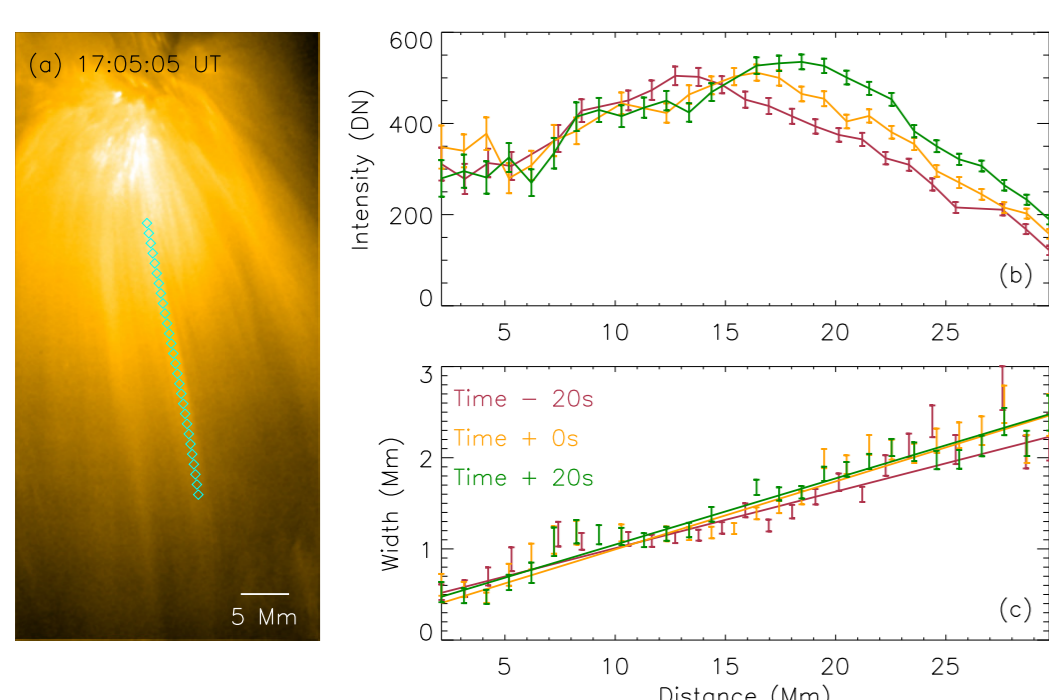 (a) 17:05:05 UT
5 Mm
600
400
200
0
Intensity (DN)
(b)
5 10 15 20 25
3
2
1
0
Width (Mm)
Time − 20s
Time + 0s
Time + 20s
(c)
5 10 15 20 25
Distance (Mm)